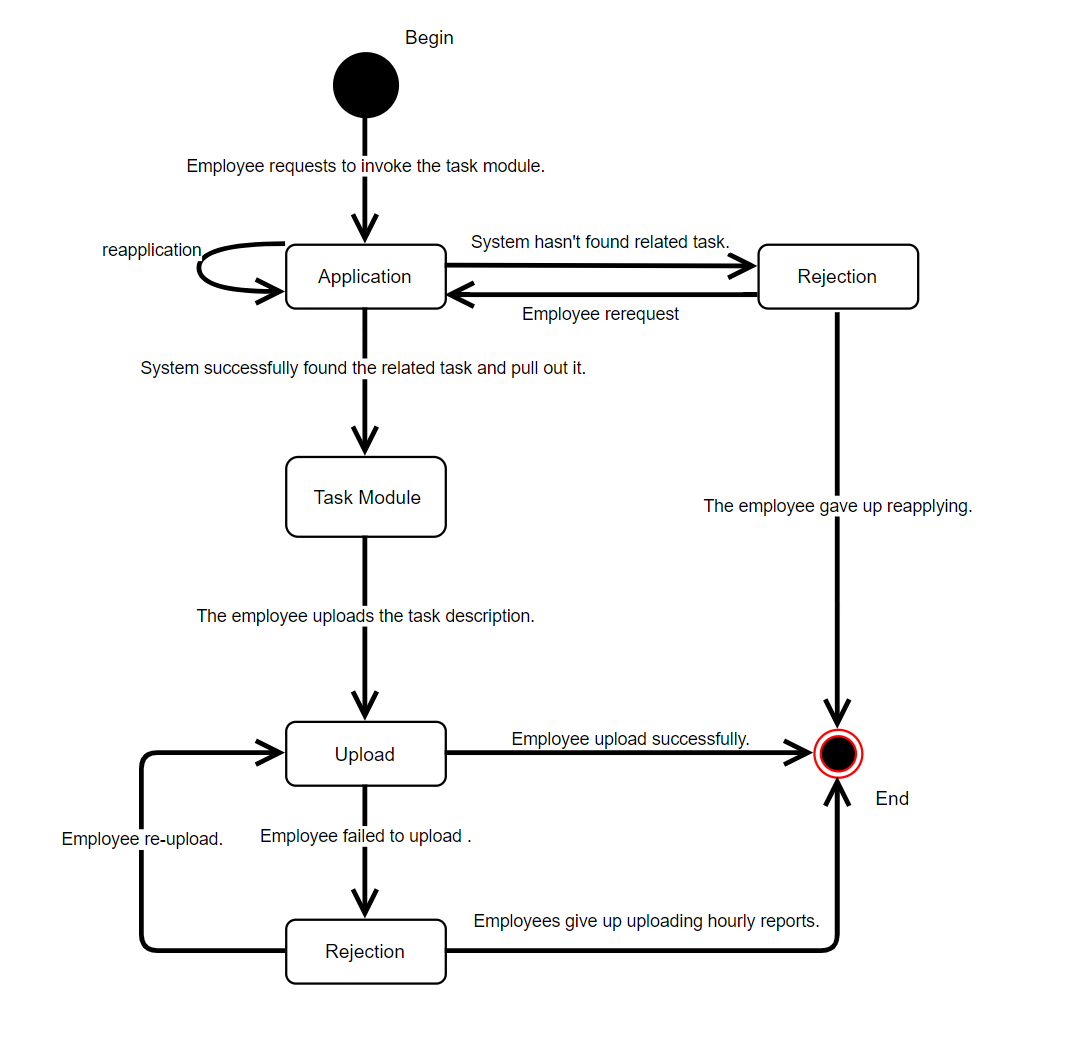 Begin
Employee requests to invoke the task module.
reapplication
System hasn't found related task.
Application
Rejection
Employee rerequest
System successfully found the related task and pull out it.
Task Module
The employee gave up reapplying.
The employee uploads the task description.
Employee upload successfully.
Upload
End
Employee re-upload.
Employee failed to upload .
Employees give up uploading hourly reports.
Rejection